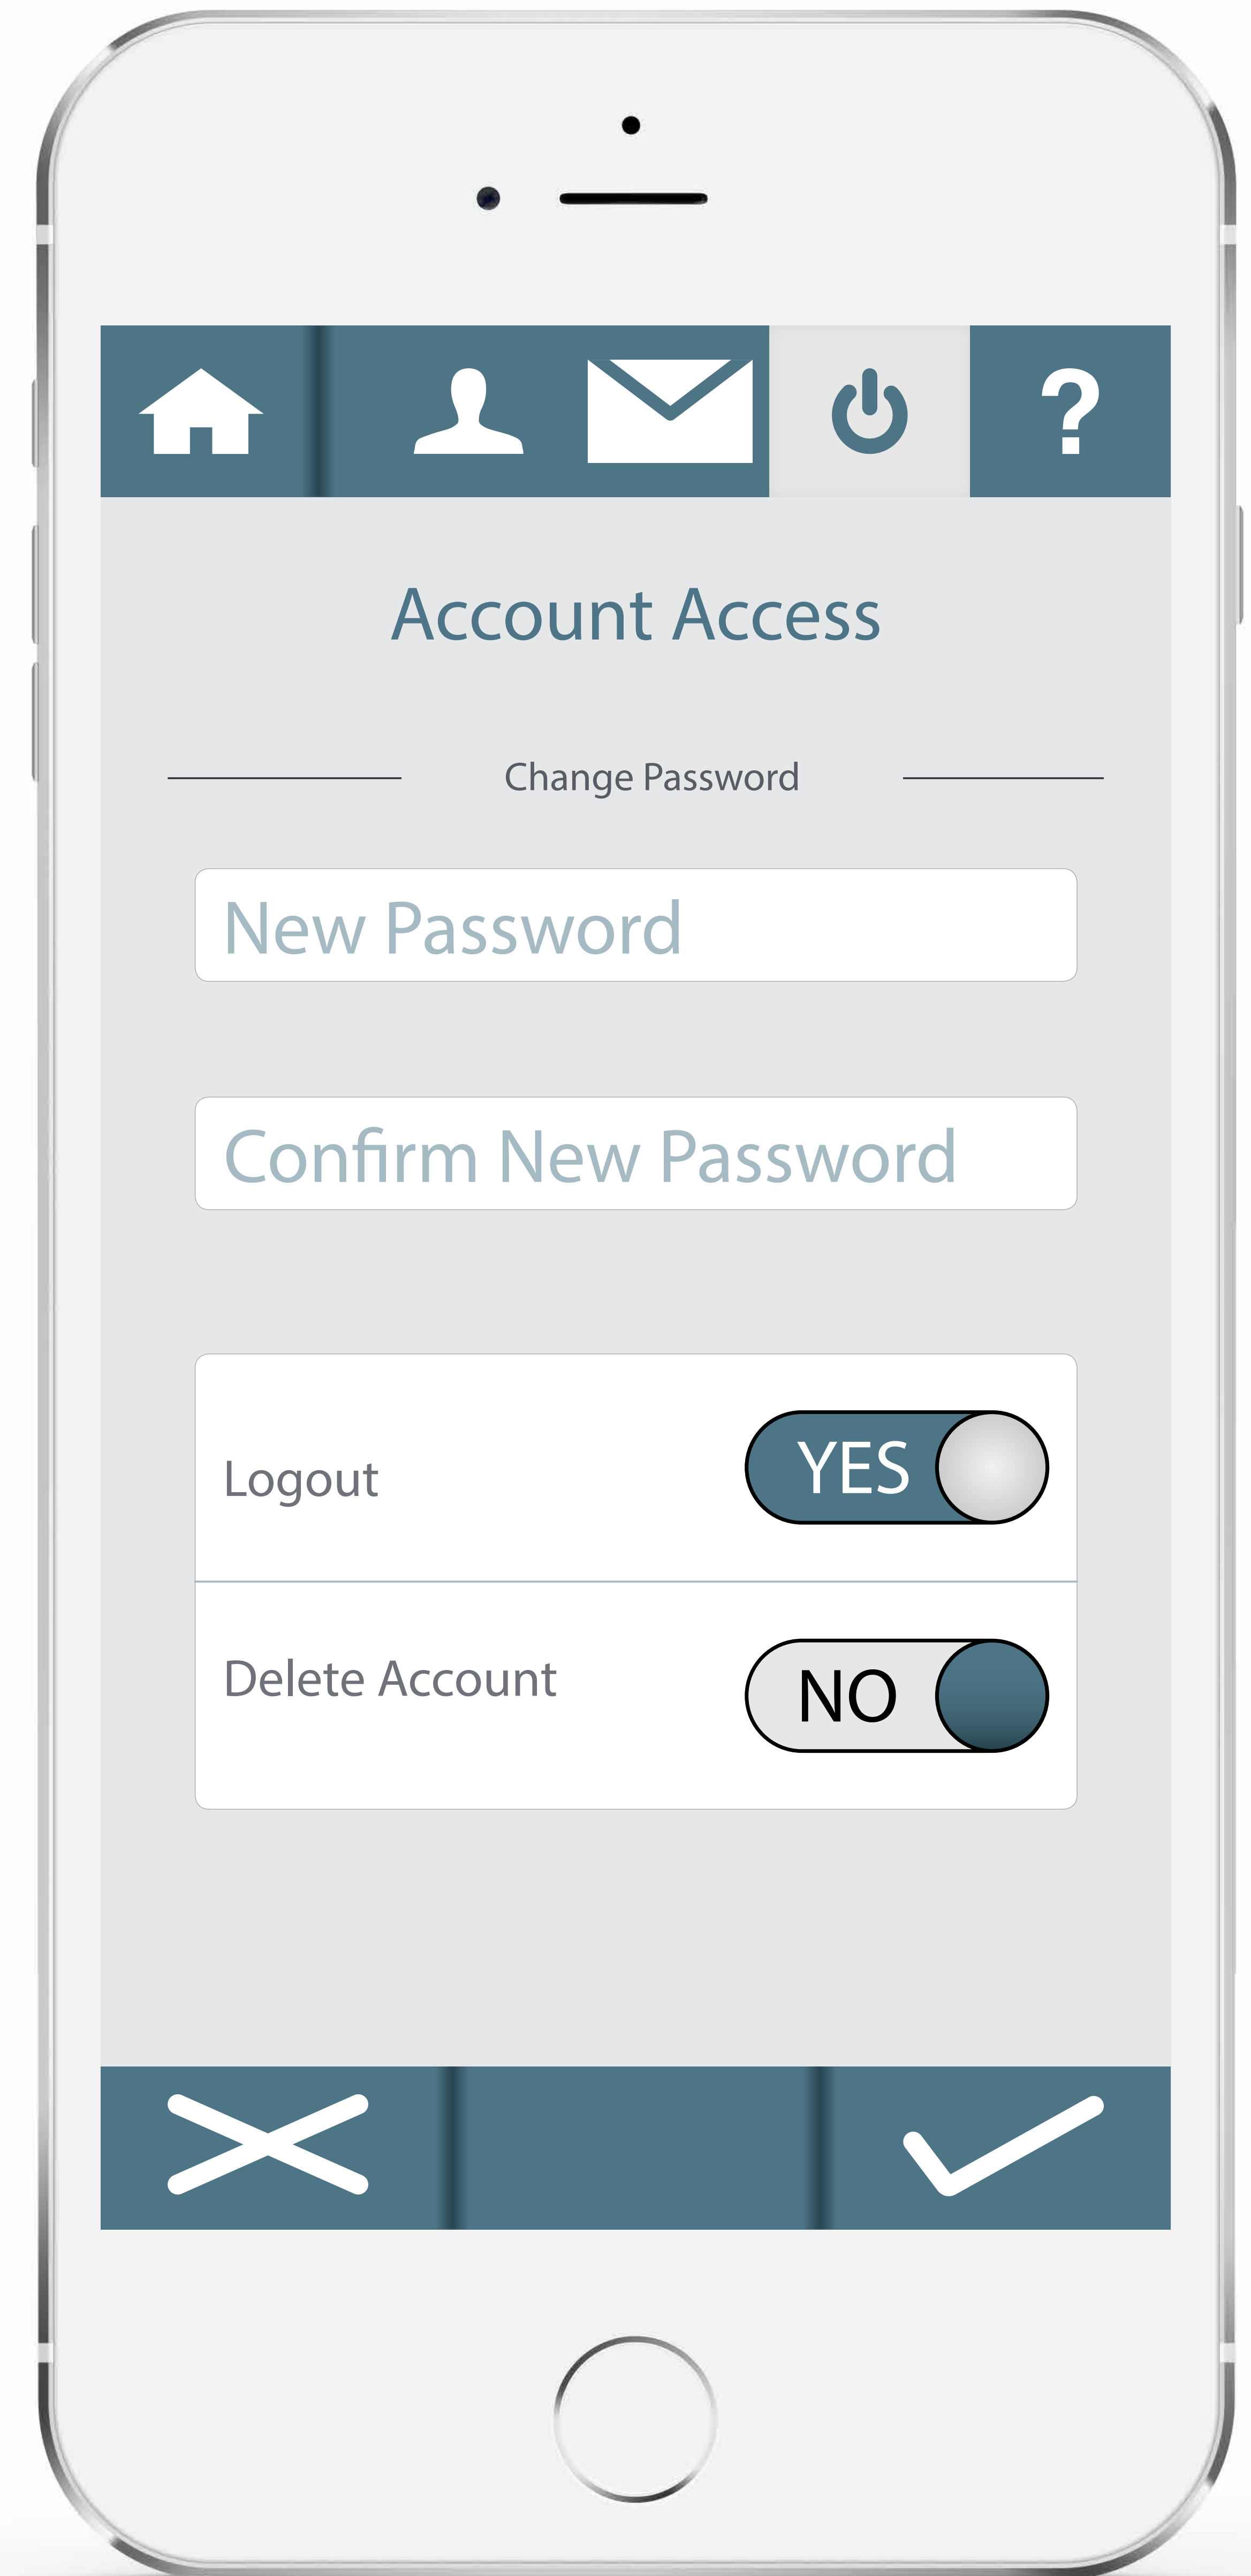 ?
Account Access
Change Password
New Password
Confirm New Password
Logout
YES
Delete Account
NO